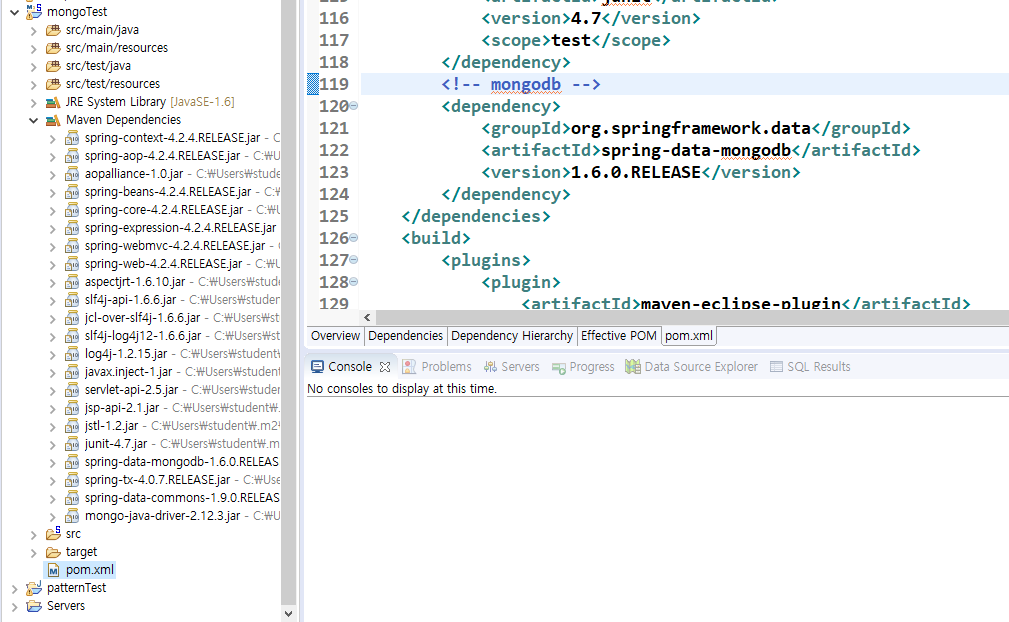 mongoTest
src/main/java
src/main/resources
src/test/java
src/test/resources
JRE System Library [JavaSE-1.6]
Maven Dependencies
spring-context-4.2.4.RELEASE.jar - C
spring-aop-4.2.4.RELEASE.jar - C:₩U
aopalliance-1.0.jar - C:₩Users₩stude
spring-beans-4.2.4.RELEASE.jar - C:₩
spring-core-4.2.4.RELEASE.jar - C:₩U
spring-expression-4.2.4.RELEASE.jar
spring-webmvc-4.2.4.RELEASE.jar -
spring-web-4.2.4.RELEASE.jar - C:₩U
aspectjrt-1.6.10.jar - C:₩Users₩stude
slf4j-api-1.6.6.jar - C:₩Users₩studen
jcl-over-slf4j-1.6.6.jar - C:₩Users₩st
slf4j-log4j12-1.6.6.jar - C:₩Users₩st
log4j-1.2.15.jar - C:₩Users₩student₩
javax.inject-1.jar - C:₩Users₩student
servlet-api-2.5.jar - C:₩Users₩studen
jsp-api-2.1.jar - C:₩Users₩student₩.
jstl-1.2.jar - C:₩Users₩student₩.m2
junit-4.7.jar - C:₩Users₩student₩.m
spring-data-mongodb-1.6.0.RELEAS
spring-tx-4.0.7.RELEASE.jar - C:₩Use
spring-data-commons-1.9.0.RELEAS
mongo-java-driver-2.12.3.jar - C:₩U
src
target
pom.xml
patternTest
Servers
116 <version>4.7</version>
117 <scope>test</scope>
118 </dependency>
119 <!-- mongodb -->
120 <dependency>
121 <groupId>org.springframework.data</groupId>
122 <artifactId>spring-data-mongodb</artifactId>
123 <version>1.6.0.RELEASE</version>
124 </dependency>
125 </dependencies>
126 <build>
127 <plugins>
128 <plugin>
129 <artifactId>maven-eclipse-plugin</artifactId>
Overview Dependencies Dependency Hierarchy Effective POM pom.xml
Console Problems Servers Progress Data Source Explorer SQL Results
No consoles to display at this time.